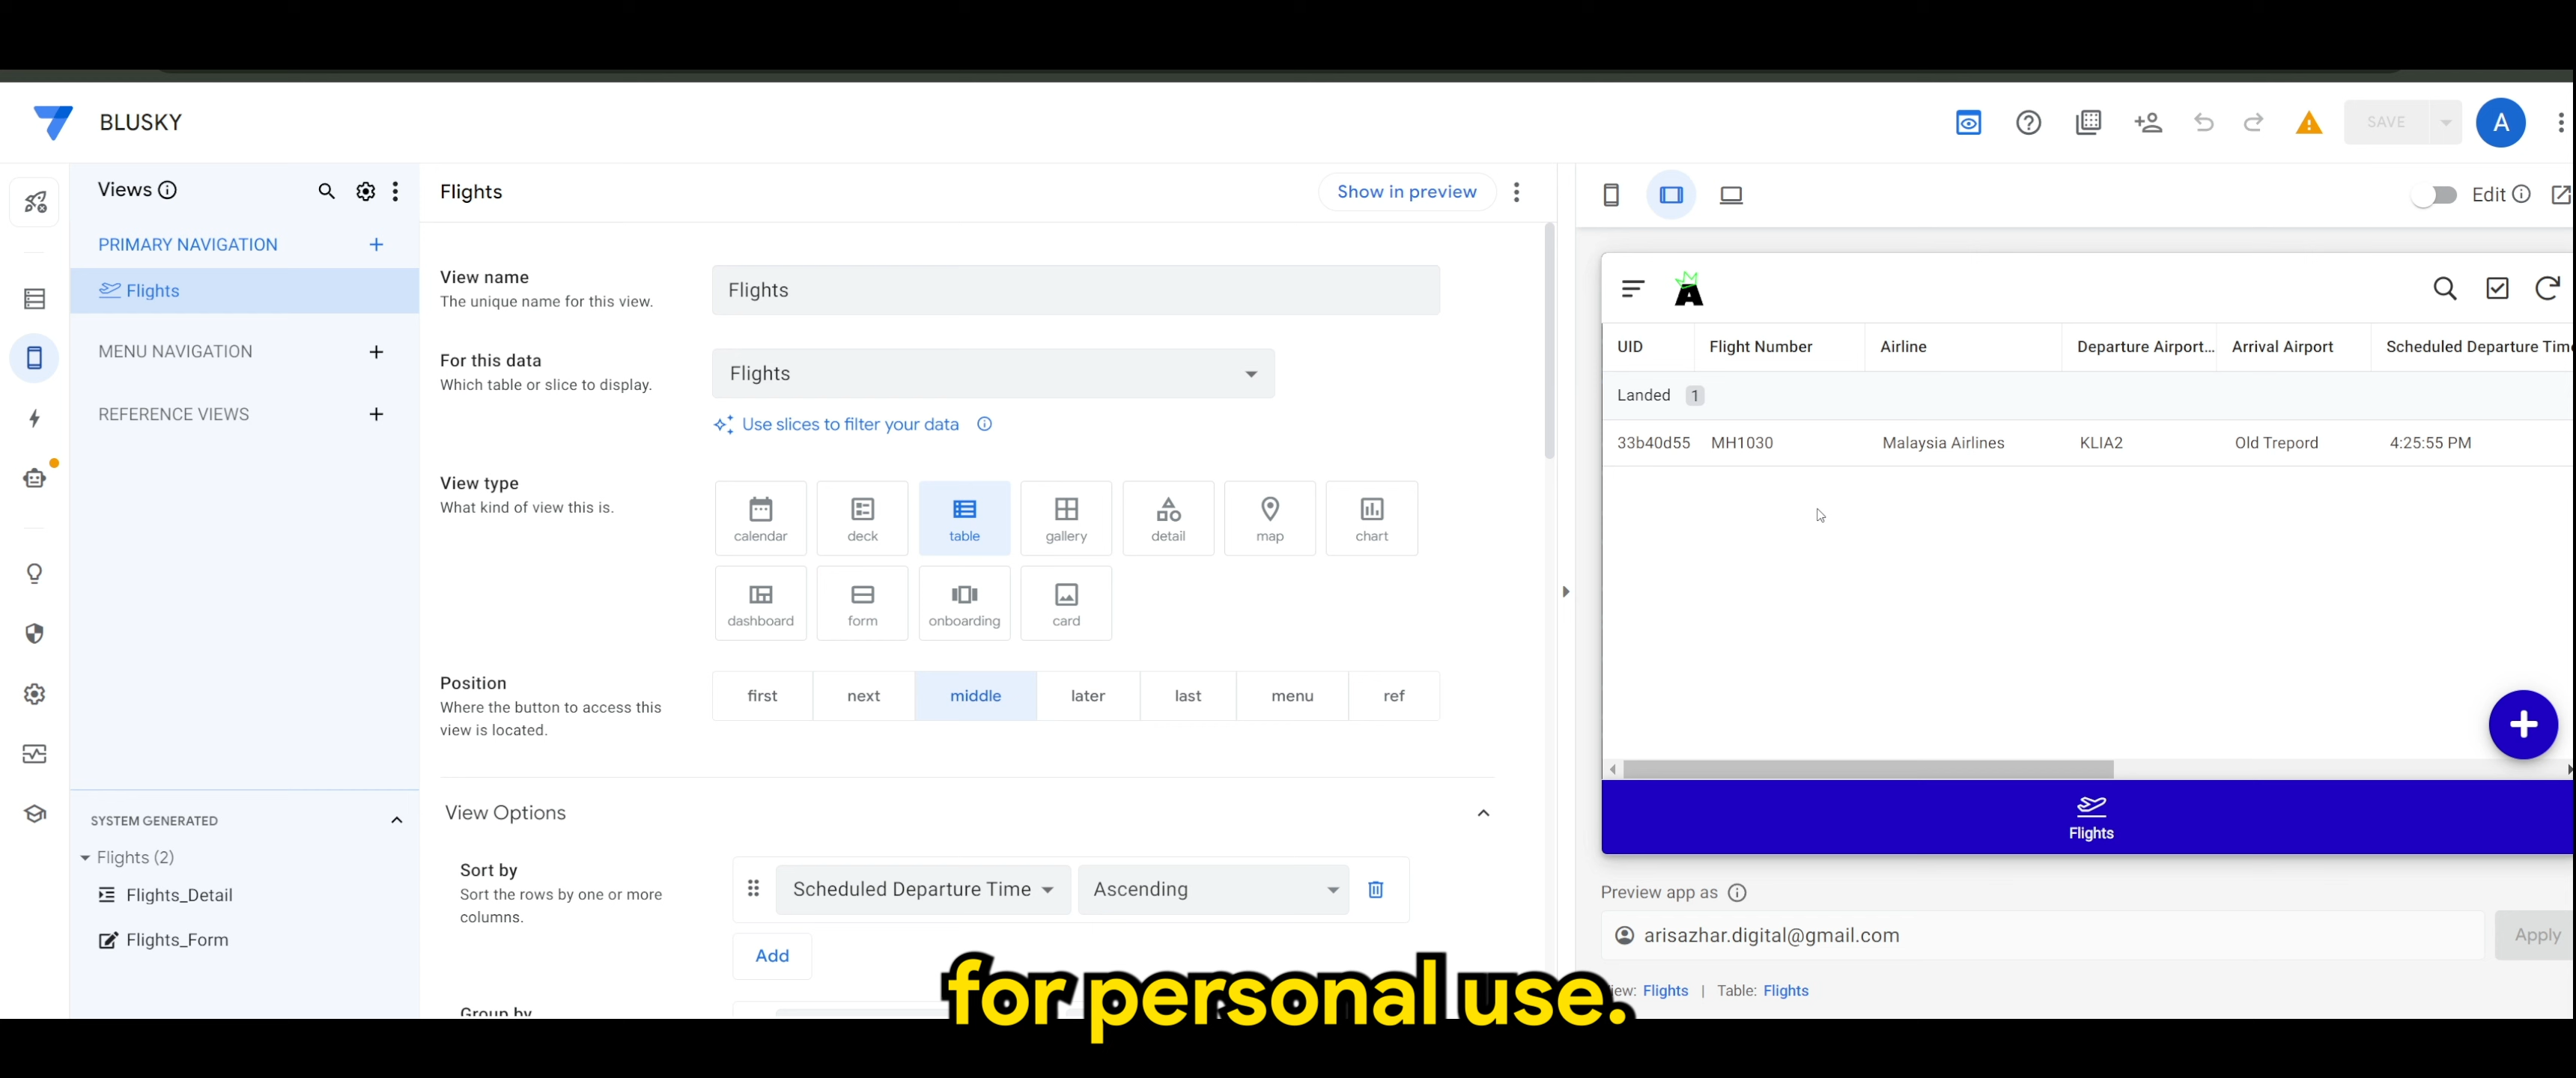 BLUSKY
SAVE
A
Views
Flights
Show in preview
Edit
PRIMARY NAVIGATION
Flights
MENU NAVIGATION
REFERENCE VIEWS
SYSTEM GENERATED
Flights (2)
Flights_Detail
Flights_Form
View name
The unique name for this view.
Flights
For this data
Which table or slice to display.
Flights
Use slices to filter your data
View type
What kind of view this is.
calendar
deck
table
gallery
detail
map
chart
dashboard
form
onboarding
card
Position
Where the button to access this
view is located.
first
next
middle
later
last
menu
ref
View Options
Sort by
Sort the rows by one or more
columns.
Scheduled Departure Time
Ascending
Add
Group by
A
UID Flight Number Airline Departure Airport... Arrival Airport Scheduled Departure Time
Landed 1
33b40d55 MH1030 Malaysia Airlines KLIA2 Old Trepord 4:25:55 PM
Flights
Preview app as
arisazhar.digital@gmail.com
Apply
Flights | Table: Flights
for personal use.